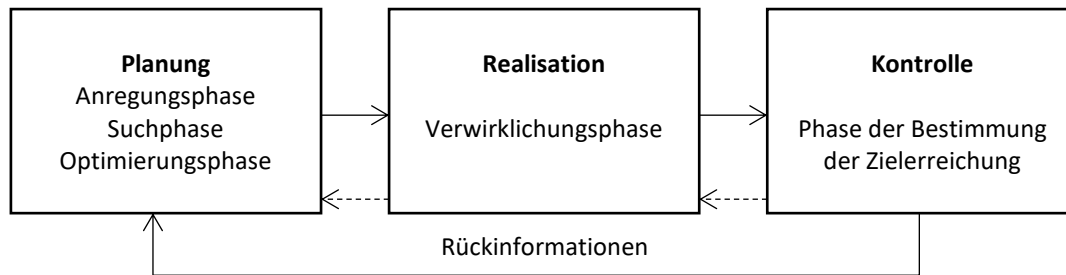 Planung
Anregungsphase
Suchphase
Optimierungsphase
Realisation
Verwirklichungsphase
Kontrolle
Phase der Bestimmung
der Zielerreichung
Rückinformationen